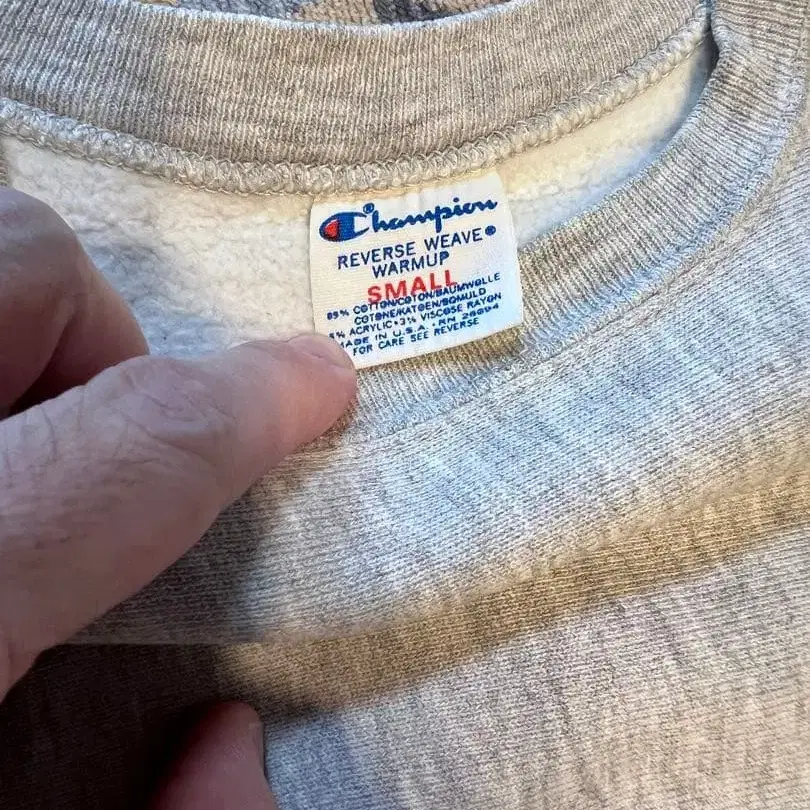 Champion®
REVERSE WEAVE®
WARMUP
SMALL
89% COTTON/COTON/BAUMWOLLE
COTONE/KATOEN/BOMULD
% ACRYLIC•3% VISCOSE RAYON
MADE IN U.S.A. • RN 26094
FOR CARE SEE REVERSE